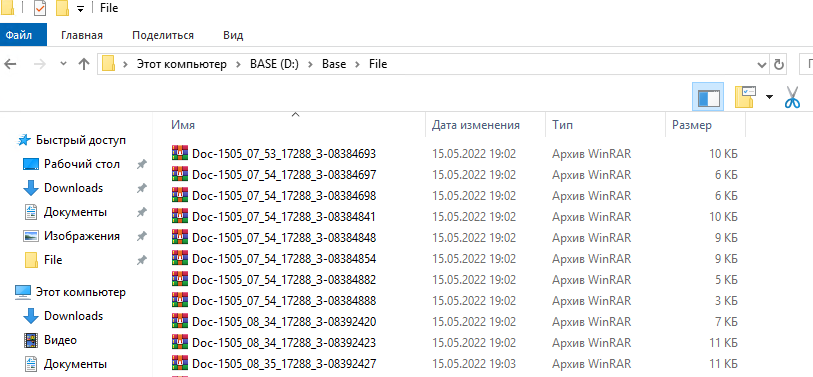 File
Файл Главная Поделиться Вид
Этот компьютер BASE (D:) Base File
Имя Дата изменения Тип Размер
Быстрый доступ
Рабочий стол
Downloads
Документы
Изображения
File
Этот компьютер
Downloads
Видео
Документы
Doc-1505_07_53_17288_3-08384693 15.05.2022 19:02 Архив WinRAR 10 КБ
Doc-1505_07_54_17288_3-08384697 15.05.2022 19:02 Архив WinRAR 6 КБ
Doc-1505_07_54_17288_3-08384698 15.05.2022 19:02 Архив WinRAR 6 КБ
Doc-1505_07_54_17288_3-08384841 15.05.2022 19:02 Архив WinRAR 10 КБ
Doc-1505_07_54_17288_3-08384848 15.05.2022 19:02 Архив WinRAR 9 КБ
Doc-1505_07_54_17288_3-08384854 15.05.2022 19:02 Архив WinRAR 9 КБ
Doc-1505_07_54_17288_3-08384882 15.05.2022 19:02 Архив WinRAR 5 КБ
Doc-1505_07_54_17288_3-08384888 15.05.2022 19:02 Архив WinRAR 3 КБ
Doc-1505_08_34_17288_3-08392420 15.05.2022 19:02 Архив WinRAR 7 КБ
Doc-1505_08_34_17288_3-08392423 15.05.2022 19:02 Архив WinRAR 11 КБ
Doc-1505_08_35_17288_3-08392427 15.05.2022 19:03 Архив WinRAR 11 КБ